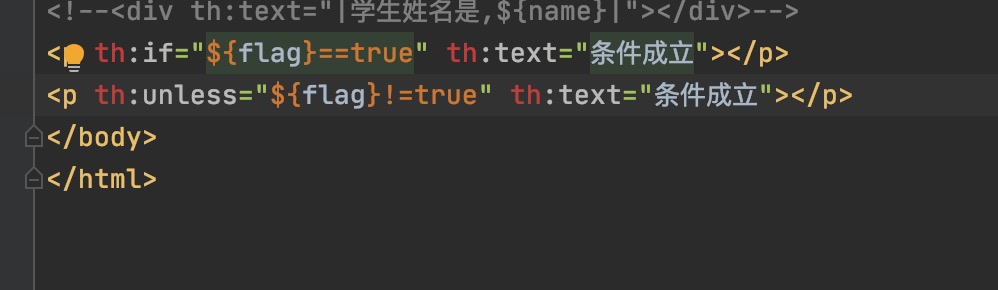 <!--<div th:text="|学生姓名是,${name}|"></div>-->
< th:if="${flag}==true" th:text="条件成立"></p>
<p th:unless="${flag}!=true" th:text="条件成立"></p>
</body>
</html>